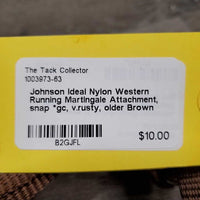 The Tack Collector
1003973-63
Johnson Ideal Nylon Western
Running Martingale Attachment,
snap *gc, v.rusty, older Brown
$10.00
B2GJFL